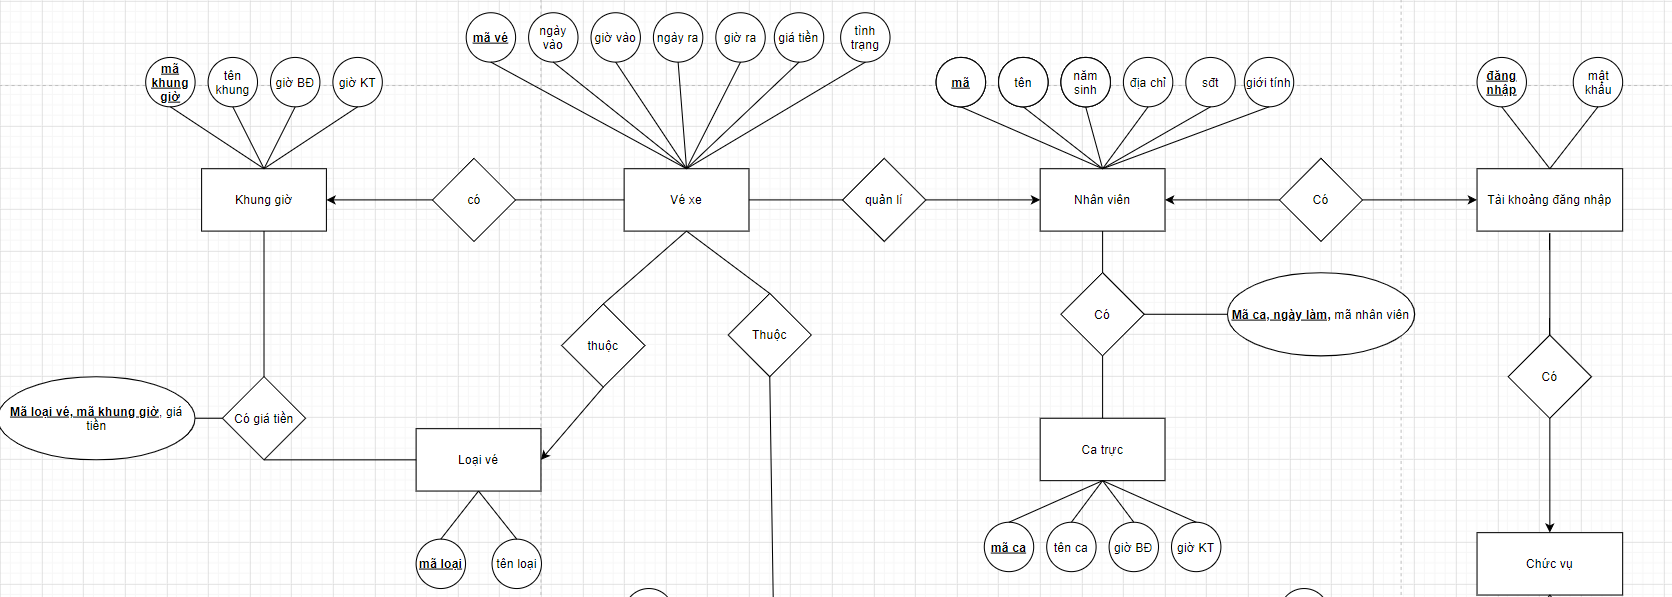 mã vé
ngày
vào
giờ vào
ngày ra
giờ ra
giá tiền
tình
trạng
mã
khung
giờ
tên
khung
giờ BĐ
giờ KT
mã
tên
năm
sinh
địa chỉ
sđt
giới tính
đăng
nhập
mật
khẩu
Khung giờ
có
Vé xe
quản lí
Nhân viên
Có
Tài khoảng đăng nhập
thuộc
Thuộc
Có
Mã ca, ngày làm, mã nhân viên
Có
Mã loại vé, mã khung giờ, giá
tiền
Có giá tiền
Loại vé
Ca trực
mã loại
tên loại
mã ca
tên ca
giờ BĐ
giờ KT
Chức vụ